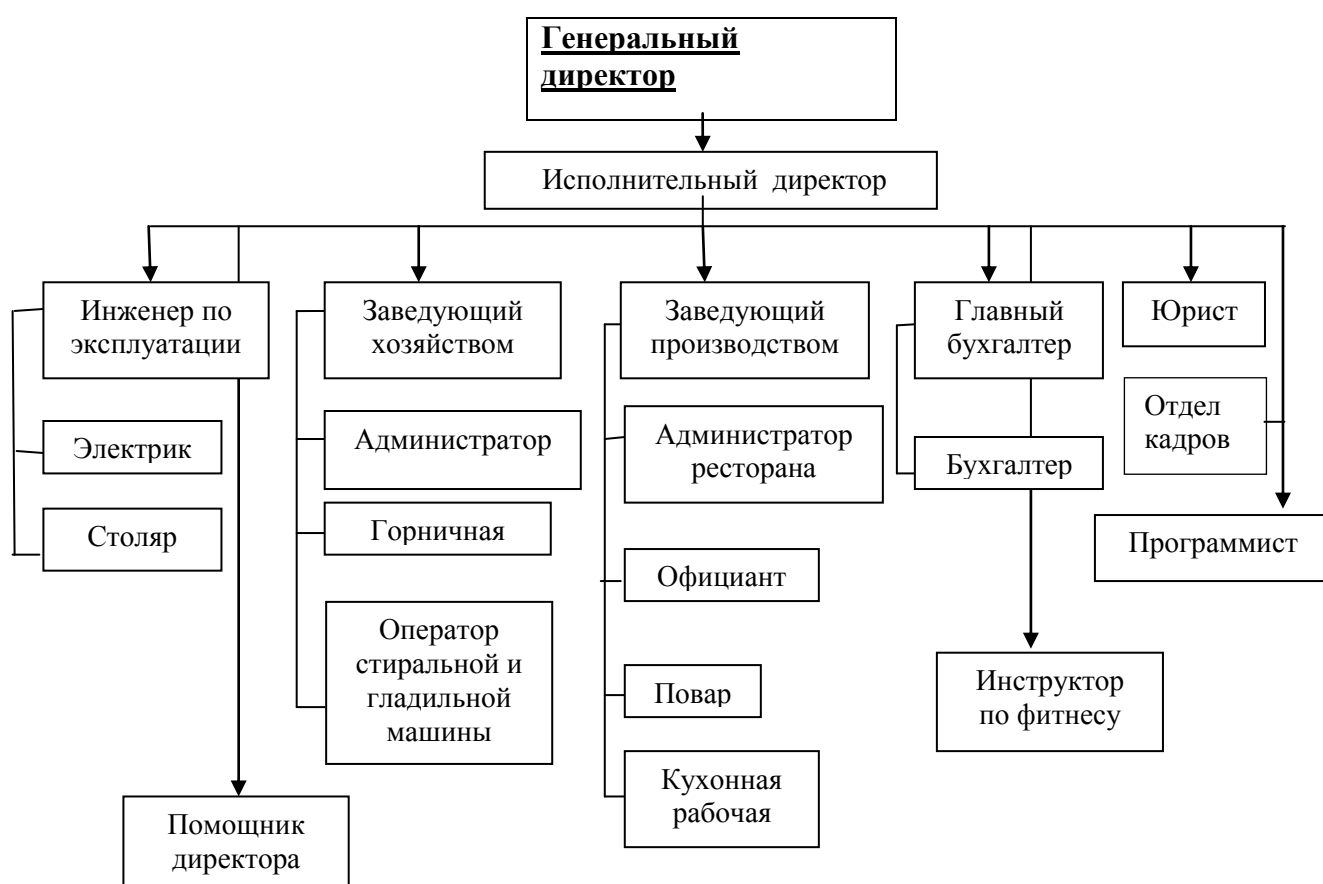 Генеральный
директор
Исполнительный директор
Инженер по
эксплуатации
Заведующий
хозяйством
Заведующий
производством
Главный
бухгалтер
Юрист
Электрик
Администратор
Администратор
ресторана
Бухгалтер
Отдел
кадров
Столяр
Горничная
Официант
Программист
Оператор
стиральной и
гладильной
машины
Повар
Инструктор
по фитнесу
Кухонная
рабочая
Помощник
директора